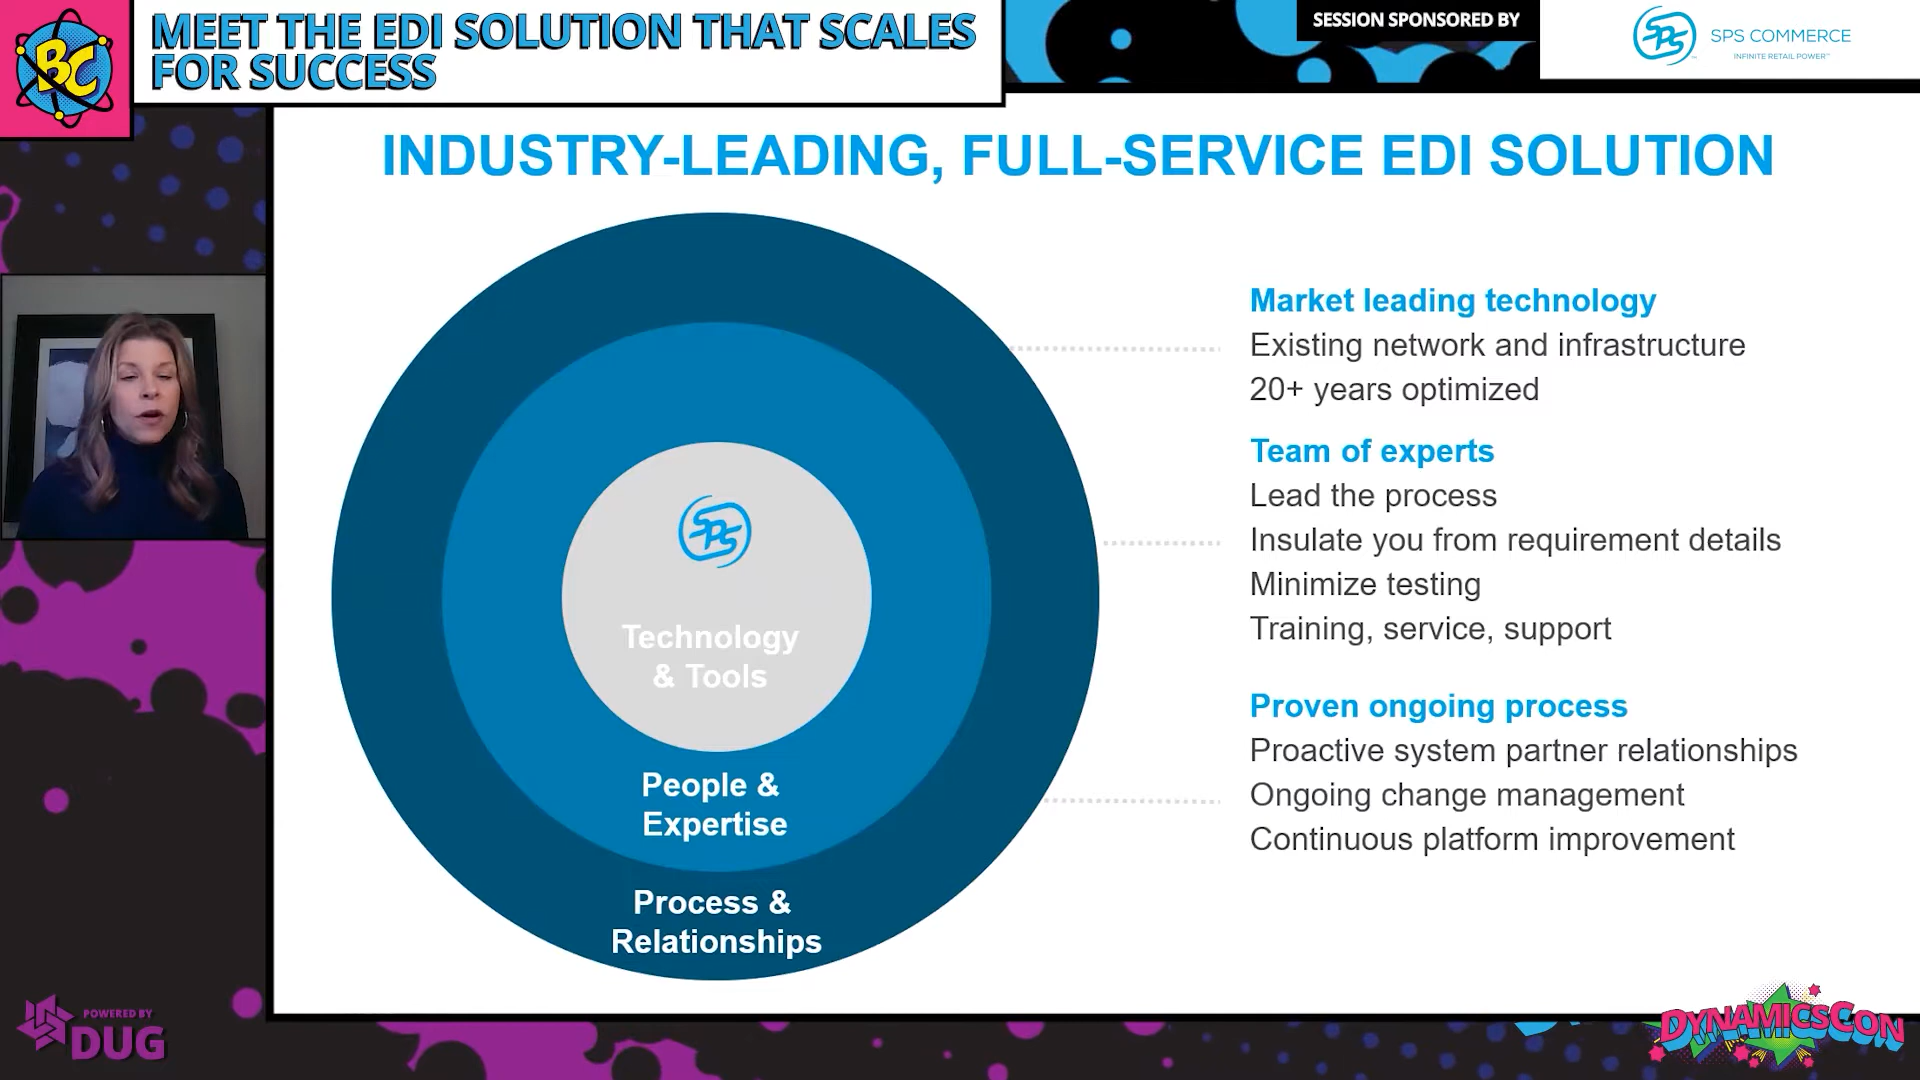 BC
MEET THE EDI SOLUTION THAT SCALES
FOR SUCCESS
SESSION SPONSORED BY
SPS
SPS COMMERCE
INFINITE RETAIL POWER™
INDUSTRY-LEADING, FULL-SERVICE EDI SOLUTION
SPS
Technology
& Tools
People &
Expertise
Process &
Relationships
Market leading technology
Existing network and infrastructure
20+ years optimized
Team of experts
Lead the process
Insulate you from requirement details
Minimize testing
Training, service, support
Proven ongoing process
Proactive system partner relationships
Ongoing change management
Continuous platform improvement
POWERED BY
DUG
DYNAMICSCON